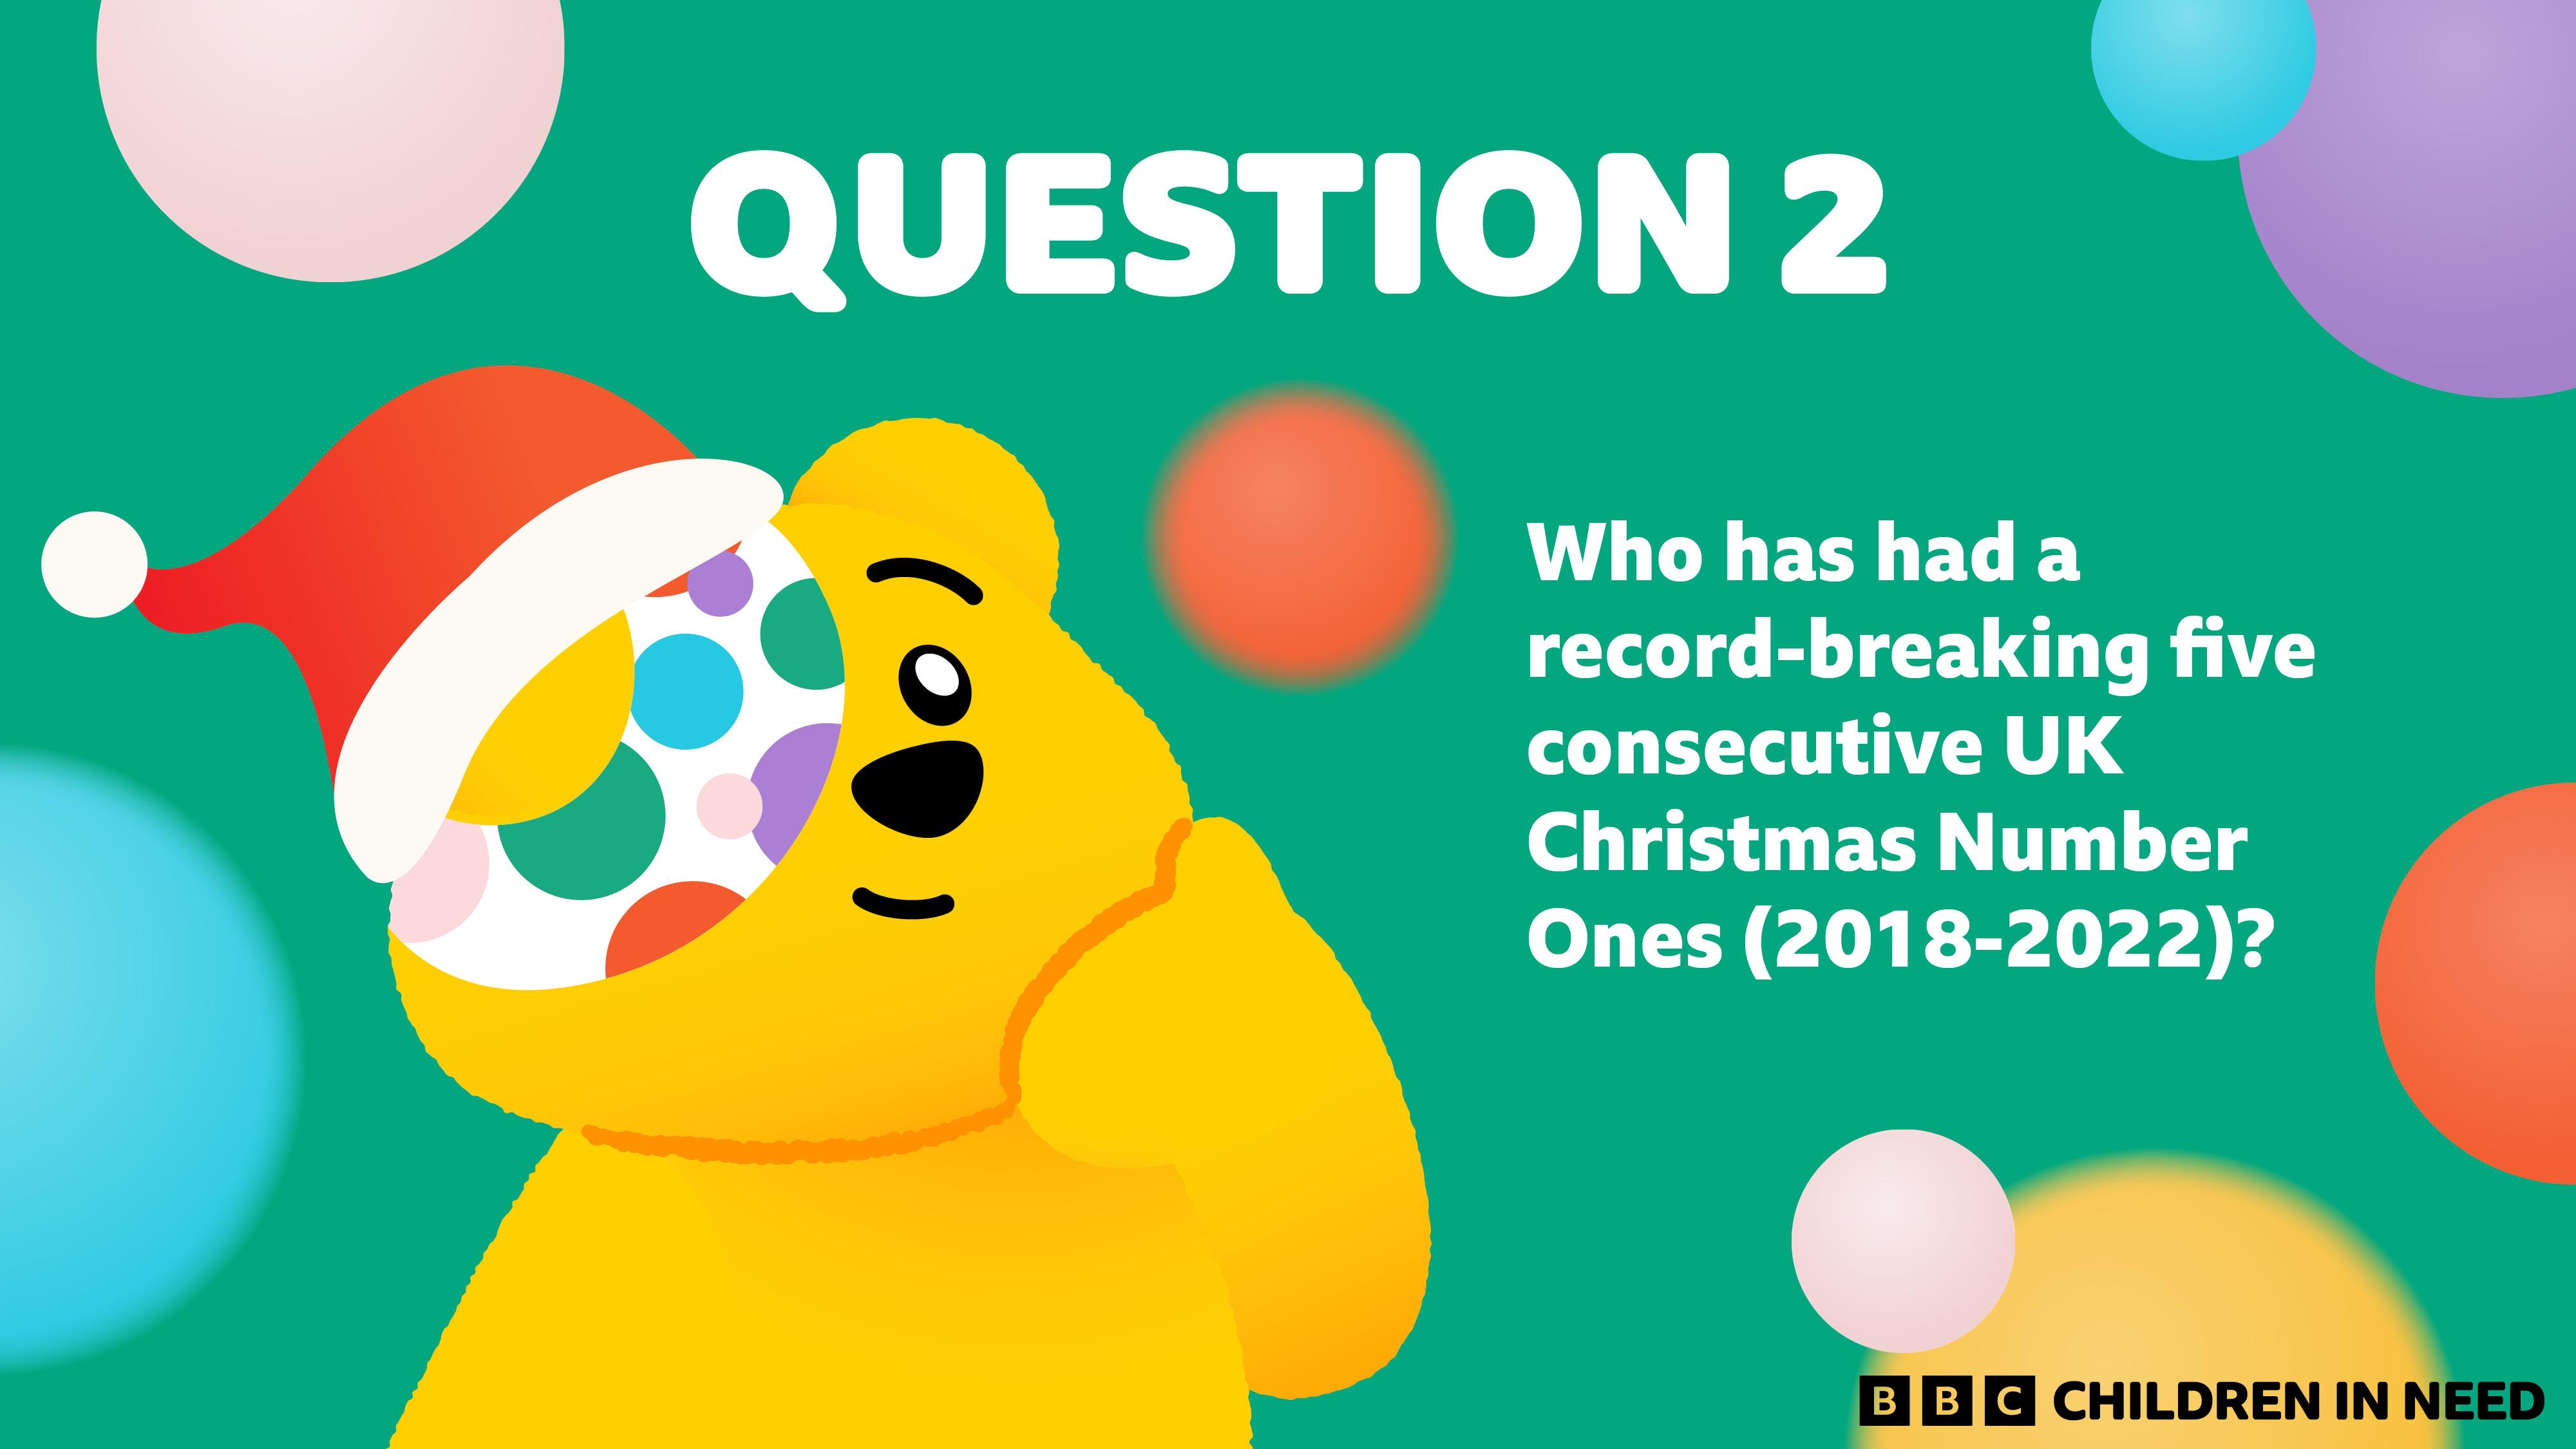 QUESTION 2
Who has had a
record-breaking five
consecutive UK
Christmas Number
Ones (2018-2022)?
BBC CHILDREN IN NEED